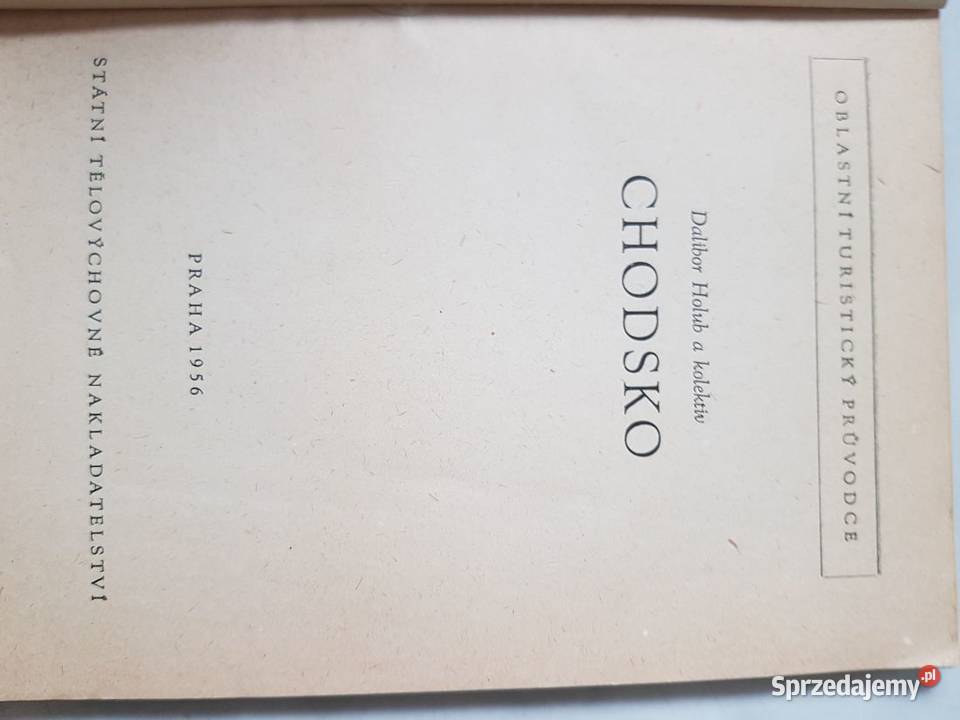 OBLASTNÍ TURISTICKÝ PRŮVODCE
Dalibor Holub a kolektiv
CHODSKO
PRAHA 1956
STÁTNÍ TĚLOVÝCHOVNÉ NAKLADATELSTVÍ
Sprzedajemy.pl